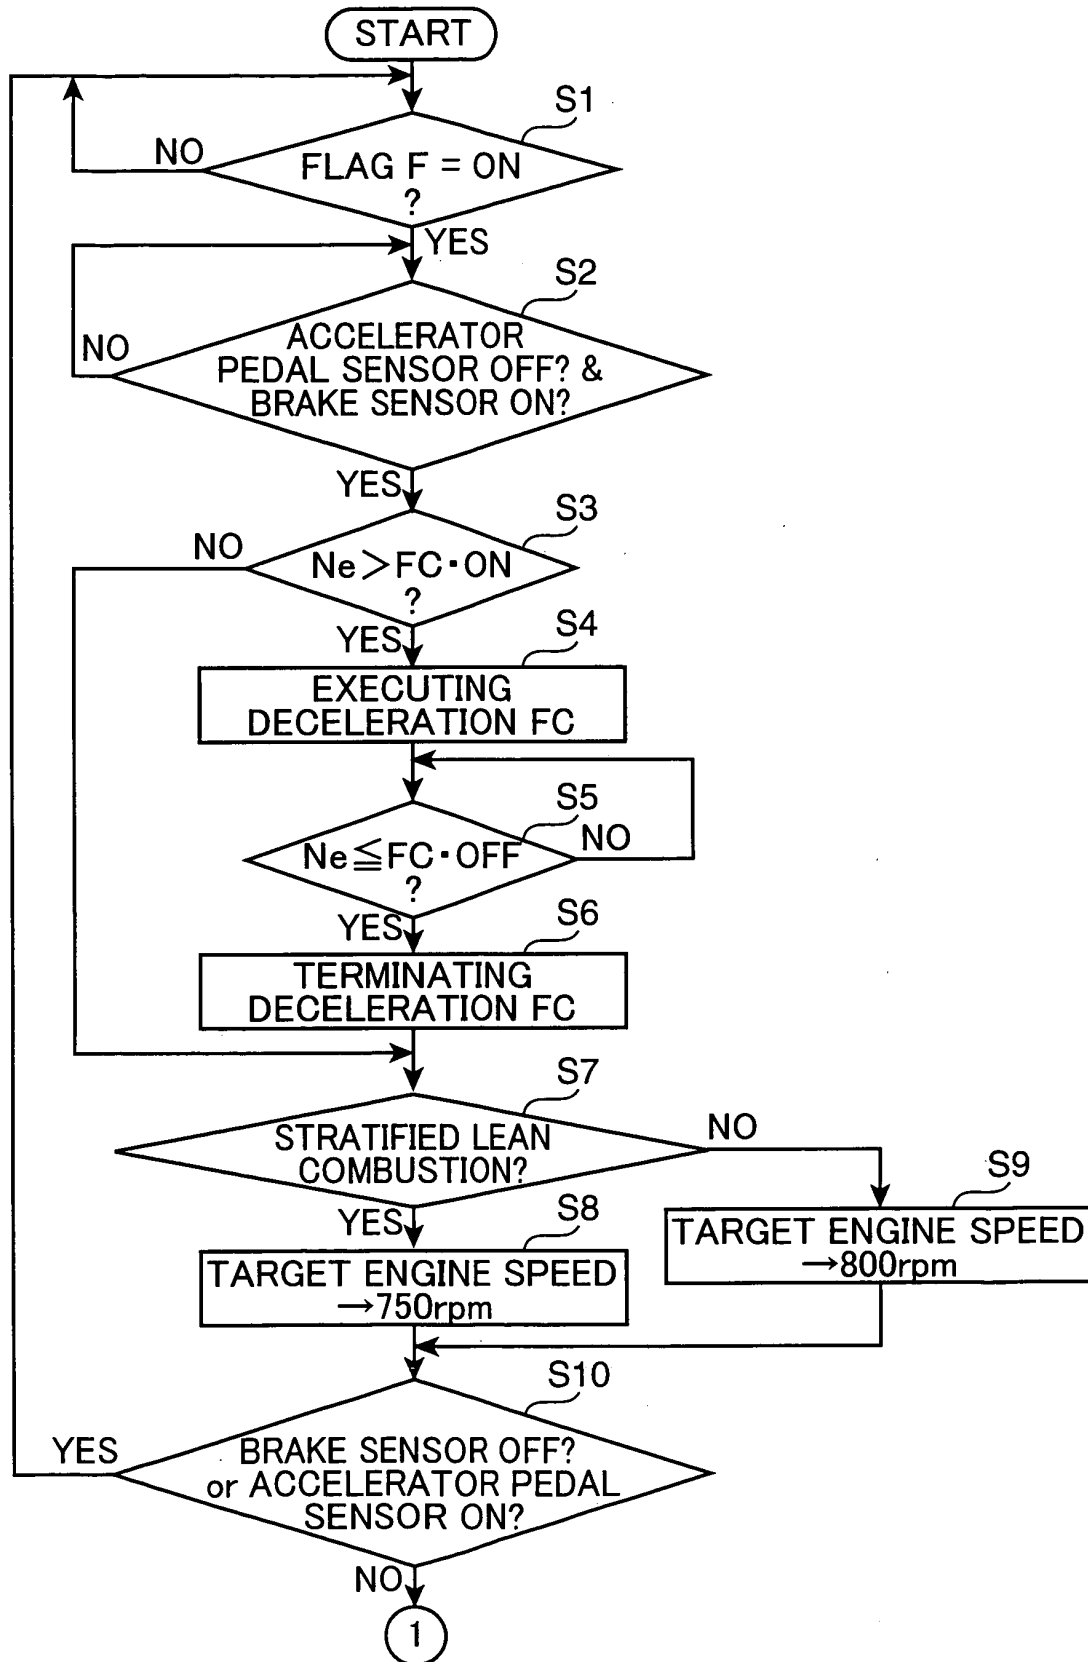 START
S1
NO
FLAG F = ON
?
YES
S2
NO
ACCELERATOR
PEDAL SENSOR OFF? &
BRAKE SENSOR ON?
YES
S3
NO
Ne>FC·ON
?
YES
S4
EXECUTING
DECELERATION FC
S5
NO
Ne≦FC·OFF
?
YES
S6
TERMINATING
DECELERATION FC
S7
NO
STRATIFIED LEAN
COMBUSTION?
YES
S8
S9
TARGET ENGINE SPEED
→750rpm
TARGET ENGINE SPEED
→800rpm
S10
YES
BRAKE SENSOR OFF?
or ACCELERATOR PEDAL
SENSOR ON?
NO
1